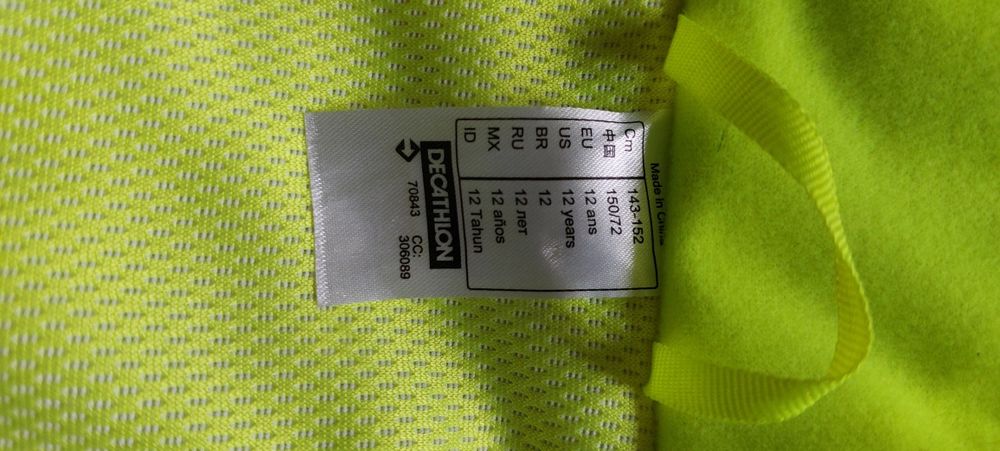 Made in China
Cm 143-152
中国 150/72
EU 12 ans
US 12 years
BR 12
RU 12 лет
MX 12 años
ID 12 Tahun
DECATHLON
70843 CC:
306089